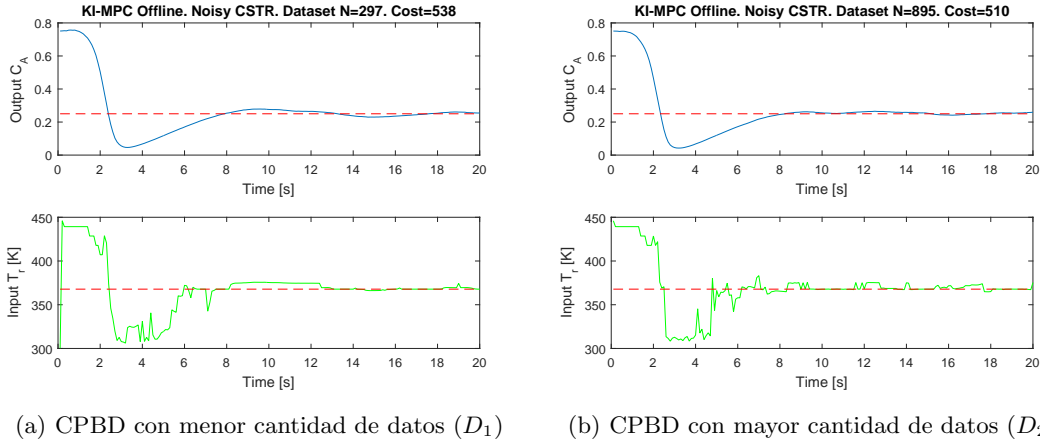 KI-MPC Offline. Noisy CSTR. Dataset N=297. Cost=538
0.8
0.6
0.4
0.2
0
Output C_A
0 2 4 6 8 10 12 14 16 18 20
Time [s]
450
400
350
300
Input T_r [K]
0 2 4 6 8 10 12 14 16 18 20
Time [s]
(a) CPBD con menor cantidad de datos (D_1)
KI-MPC Offline. Noisy CSTR. Dataset N=895. Cost=510
0.8
0.6
0.4
0.2
0
Output C_A
0 2 4 6 8 10 12 14 16 18 20
Time [s]
450
400
350
300
Input T_r [K]
0 2 4 6 8 10 12 14 16 18 20
Time [s]
(b) CPBD con mayor cantidad de datos (D_2